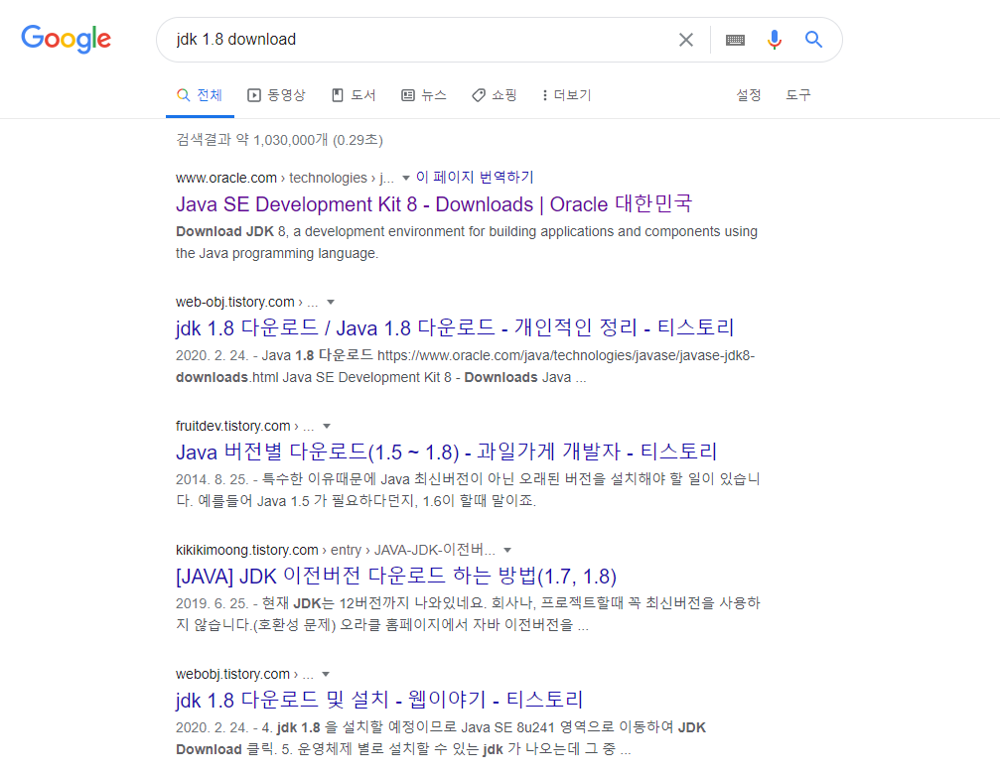 Google
jdk 1.8 download
전체 동영상 도서 뉴스 쇼핑 더보기 설정 도구
검색결과 약 1,030,000개 (0.29초)
www.oracle.com › technologies › j... 이 페이지 번역하기
Java SE Development Kit 8 - Downloads | Oracle 대한민국
Download JDK 8, a development environment for building applications and components using
the Java programming language.
web-obj.tistory.com › ...
jdk 1.8 다운로드 / Java 1.8 다운로드 - 개인적인 정리 - 티스토리
2020. 2. 24. - Java 1.8 다운로드 https://www.oracle.com/java/technologies/javase/javase-jdk8-
downloads.html Java SE Development Kit 8 - Downloads Java ...
fruitdev.tistory.com › ...
Java 버전별 다운로드(1.5 ~ 1.8) - 과일가게 개발자 - 티스토리
2014. 8. 25. - 특수한 이유때문에 Java 최신버전이 아닌 오래된 버전을 설치해야 할 일이 있습니
다. 예를들어 Java 1.5 가 필요하다던지, 1.6이 할때 말이죠.
kikikimoong.tistory.com › entry › JAVA-JDK-이전버...
[JAVA] JDK 이전버전 다운로드 하는 방법(1.7, 1.8)
2019. 6. 25. - 현재 JDK는 12버전까지 나와있네요. 회사나, 프로젝트할때 꼭 최신버전을 사용하
지 않습니다.(호환성 문제) 오라클 홈페이지에서 자바 이전버전을 ...
webobj.tistory.com › ...
jdk 1.8 다운로드 및 설치 - 웹이야기 - 티스토리
2020. 2. 24. - 4. jdk 1.8 을 설치할 예정이므로 Java SE 8u241 영역으로 이동하여 JDK
Download 클릭. 5. 운영체제 별로 설치할 수 있는 jdk 가 나오는데 그 중 ...